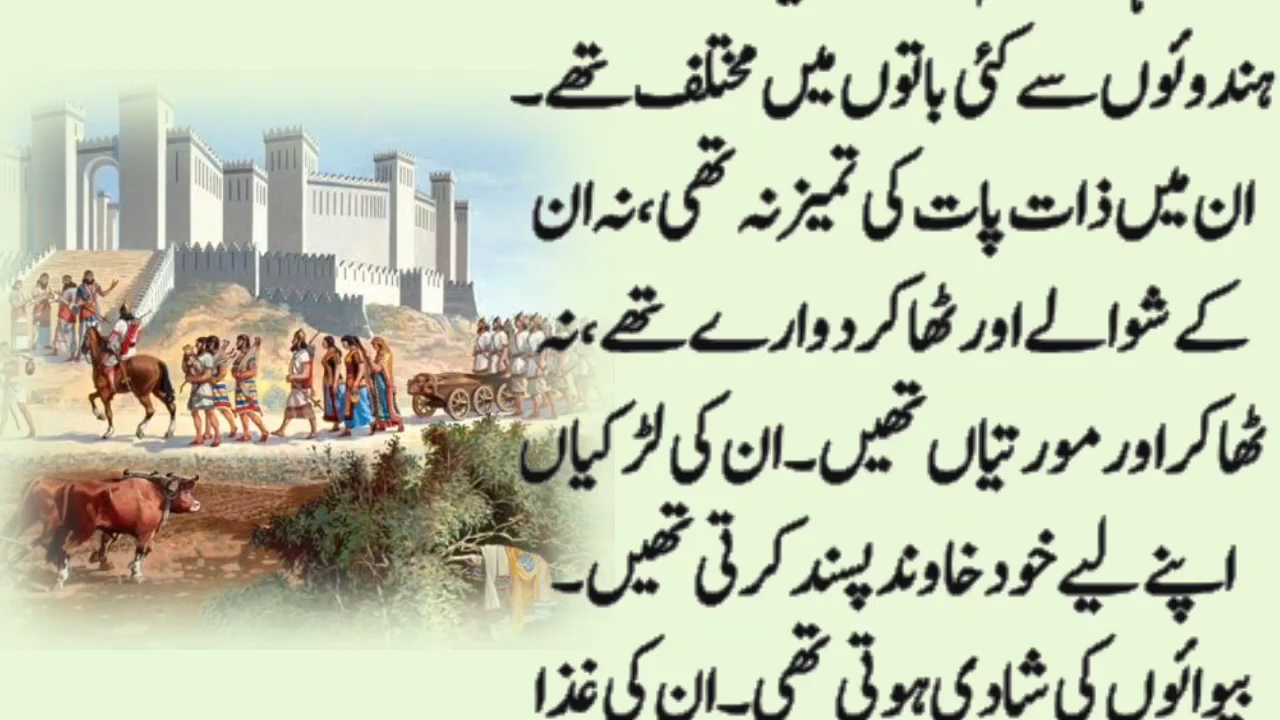 ہندوئوں سے کئی باتوں میں مختلف تھے۔
ان میں ذات پات کی تمیز نہ تھی، نہ ان
کے شوالے اور ٹھاکر دوارے تھے، نہ
ٹھاکر اور مورتیاں تھیں۔ ان کی لڑکیاں
اپنے لیے خود خاوند پسند کرتی تھیں۔
بیوائوں کی شادی ہوتی تھی۔ ان کی غذا